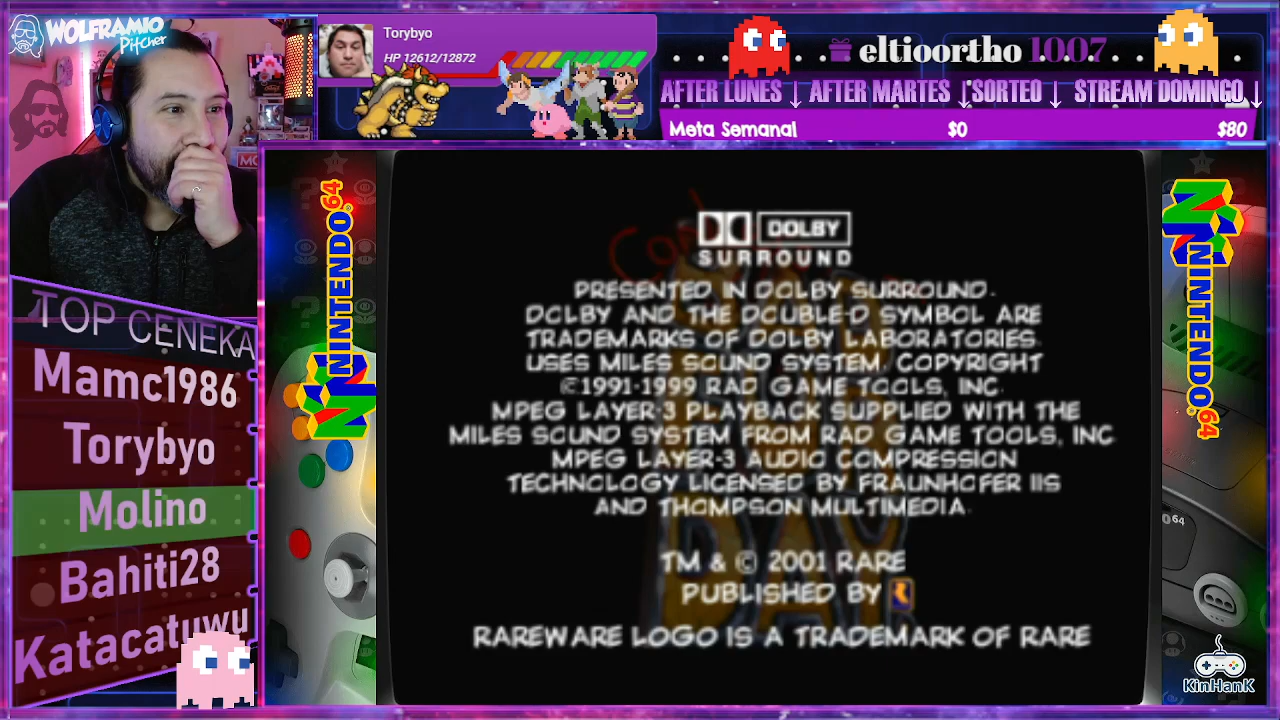 WOLFRAMIO
Pitcher
Torybyo
HP 12612/12872
eltioortho 1007
AFTER LUNES ↓ AFTER MARTES ↓ SORTEO ↓ STREAM DOMINGO ↓
Meta Semanal $0 $80
TOP CENEKA
Mamc1986
Torybyo
Molino
Bahiti28
Katacatuwu
NINTENDO64
DOLBY
SURROUND
PRESENTED IN DOLBY SURROUND.
DOLBY AND THE DOUBLE-D SYMBOL ARE
TRADEMARKS OF DOLBY LABORATORIES.
USES MILES SOUND SYSTEM. COPYRIGHT
©1991-1999 RAD GAME TOOLS, INC.
MPEG LAYER-3 PLAYBACK SUPPLIED WITH THE
MILES SOUND SYSTEM FROM RAD GAME TOOLS, INC
MPEG LAYER-3 AUDIO COMPRESSION
TECHNOLOGY LICENSED BY FRAUNHOFER IIS
AND THOMPSON MULTIMEDIA.
TM & © 2001 RARE
PUBLISHED BY
RAREWARE LOGO IS A TRADEMARK OF RARE
NINTENDO64
KinHanK